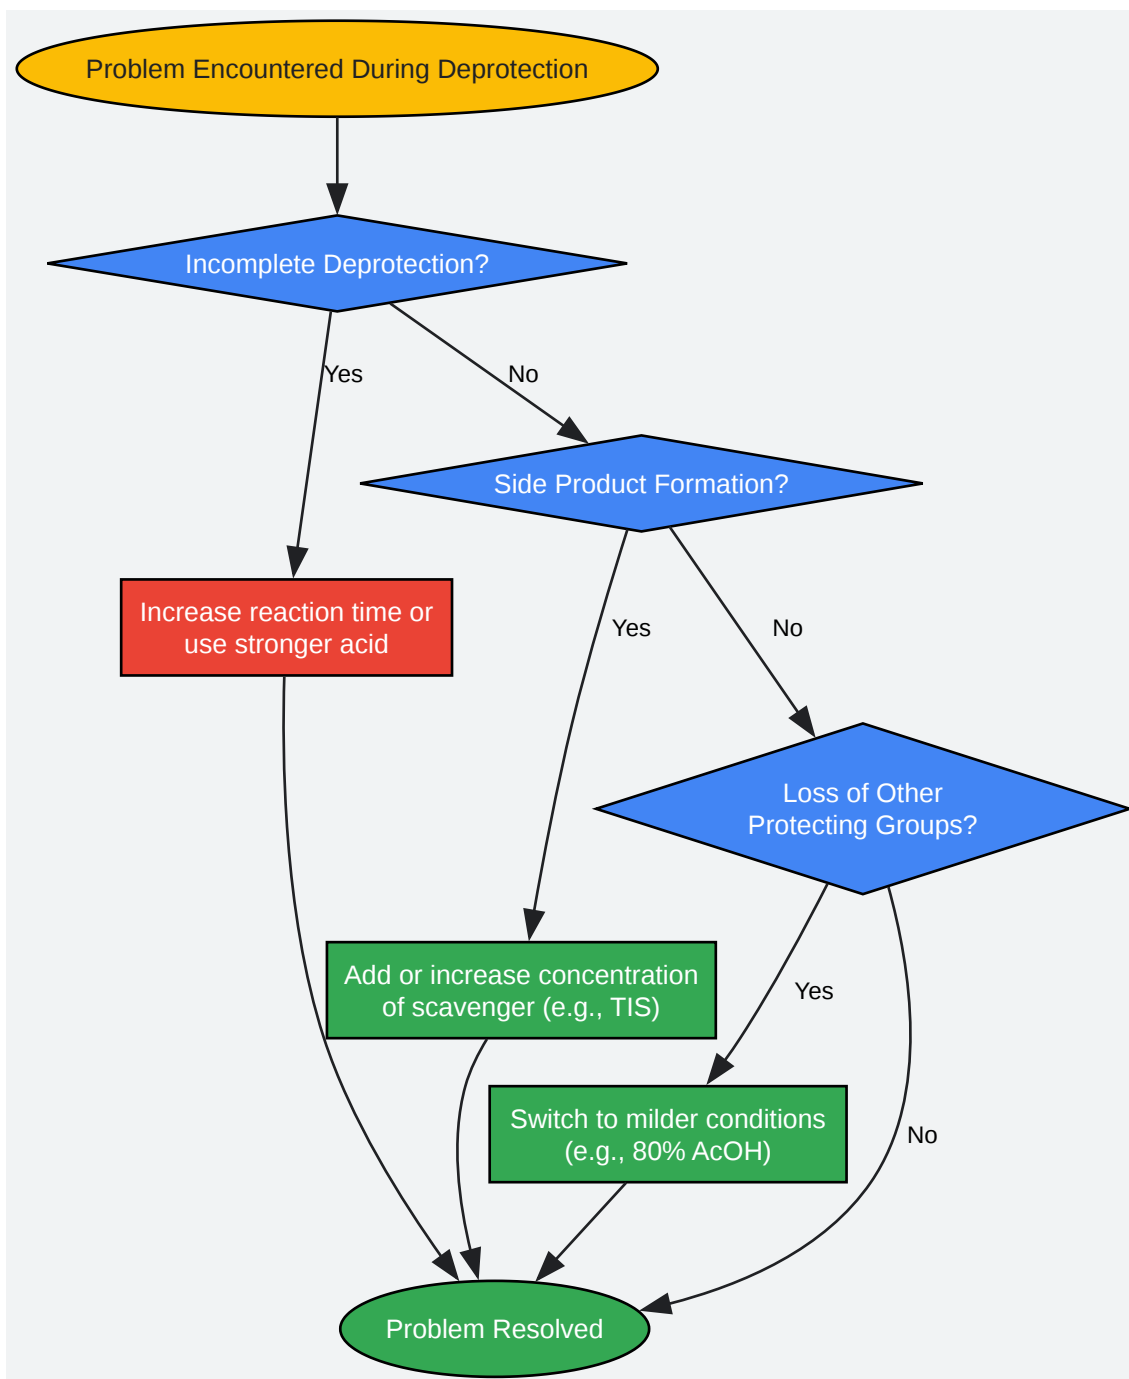 Problem Encountered During Deprotection
Incomplete Deprotection?
Yes
No
Side Product Formation?
Increase reaction time or
use stronger acid
Yes
No
Loss of Other
Protecting Groups?
Add or increase concentration
of scavenger (e.g., TIS)
Yes
Switch to milder conditions
(e.g., 80% AcOH)
No
Problem Resolved